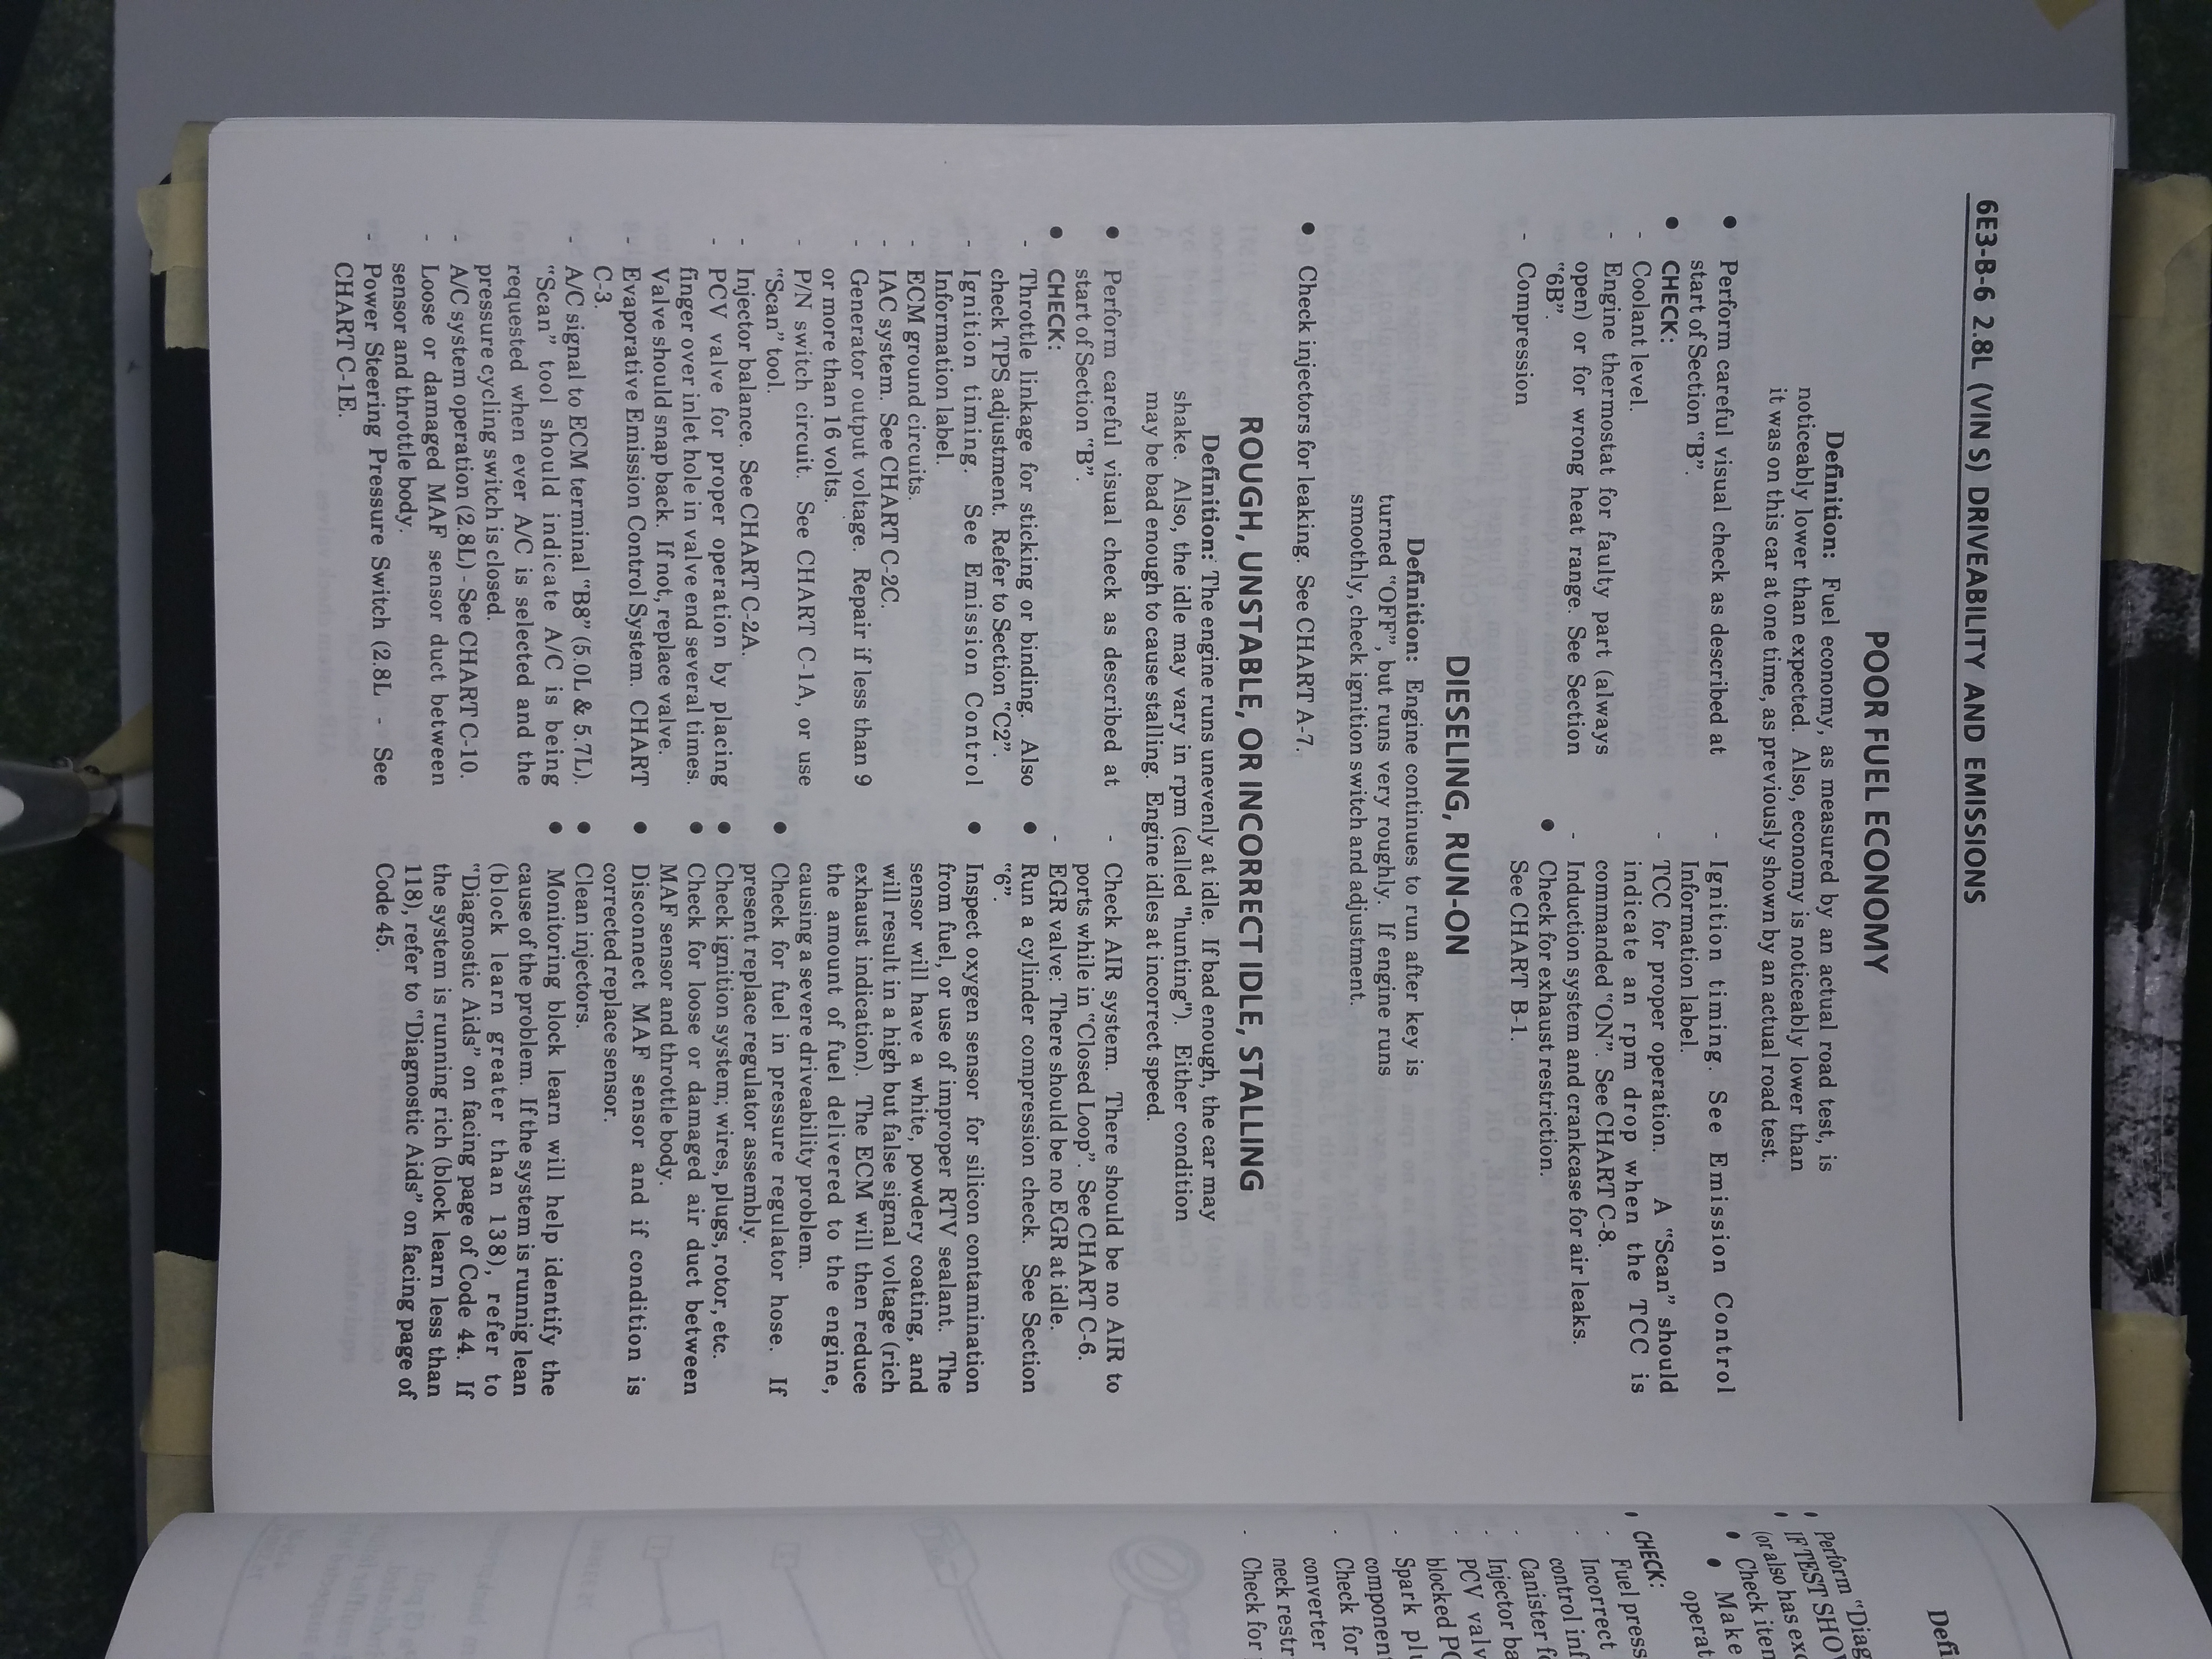 6E3-B-6 2.8L (VIN S) DRIVEABILITY AND EMISSIONS
POOR FUEL ECONOMY
Definition: Fuel economy, as measured by an actual road test, is
noticeably lower than expected. Also, economy is noticeably lower than
it was on this car at one time, as previously shown by an actual road test.
● Perform careful visual check as described at
start of Section "B".
● CHECK:
- Coolant level.
- Engine thermostat for faulty part (always
open) or for wrong heat range. See Section
"6B".
- Compression
- Ignition timing. See Emission Control
Information label.
- TCC for proper operation. A "Scan" should
indicate an rpm drop when the TCC is
commanded "ON". See CHART C-8.
- Induction system and crankcase for air leaks.
● Check for exhaust restriction.
See CHART B-1.
DIESELING, RUN-ON
Definition: Engine continues to run after key is
turned "OFF", but runs very roughly. If engine runs
smoothly, check ignition switch and adjustment.
● Check injectors for leaking. See CHART A-7.
ROUGH, UNSTABLE, OR INCORRECT IDLE, STALLING
Definition: The engine runs unevenly at idle. If bad enough, the car may
shake. Also, the idle may vary in rpm (called "hunting"). Either condition
may be bad enough to cause stalling. Engine idles at incorrect speed.
● Perform careful visual check as described at
start of Section "B".
● CHECK:
- Throttle linkage for sticking or binding. Also
check TPS adjustment. Refer to Section "C2".
- Ignition timing. See Emission Control
Information label.
- ECM ground circuits.
- IAC system. See CHART C-2C.
- Generator output voltage. Repair if less than 9
or more than 16 volts.
- P/N switch circuit. See CHART C-1A, or use
"Scan" tool.
- Injector balance. See CHART C-2A.
- PCV valve for proper operation by placing
finger over inlet hole in valve end several times.
Valve should snap back. If not, replace valve.
- Evaporative Emission Control System. CHART
C-3.
- A/C signal to ECM terminal "B8" (5.0L & 5.7L).
"Scan" tool should indicate A/C is being
requested when ever A/C is selected and the
pressure cycling switch is closed.
- A/C system operation (2.8L) - See CHART C-10.
- Loose or damaged MAF sensor duct between
sensor and throttle body.
- Power Steering Pressure Switch (2.8L - See
CHART C-1E.
- Check AIR system. There should be no AIR to
ports while in "Closed Loop". See CHART C-6.
- EGR valve: There should be no EGR at idle.
● Run a cylinder compression check. See Section
"6".
● Inspect oxygen sensor for silicon contamination
from fuel, or use of improper RTV sealant. The
sensor will have a white, powdery coating, and
will result in a high but false signal voltage (rich
exhaust indication). The ECM will then reduce
the amount of fuel delivered to the engine,
causing a severe driveability problem.
● Check for fuel in pressure regulator hose. If
present replace regulator assembly.
● Check ignition system; wires, plugs, rotor, etc.
● Check for loose or damaged air duct between
MAF sensor and throttle body.
● Disconnect MAF sensor and if condition is
corrected replace sensor.
● Clean injectors.
● Monitoring block learn will help identify the
cause of the problem. If the system is runnig lean
(block learn greater than 138), refer to
"Diagnostic Aids" on facing page of Code 44. If
the system is running rich (block learn less than
118), refer to "Diagnostic Aids" on facing page of
Code 45.
Defi
● Perform "Diag
● IF TEST SHO
(or also has exc
● Check iten
● Make
operat
● CHECK:
- Fuel press
- Incorrect
control inf
- Canister f
- Injector ba
- PCV valv
blocked PC
- Spark plu
component
- Check for
converter
neck restr
- Check for